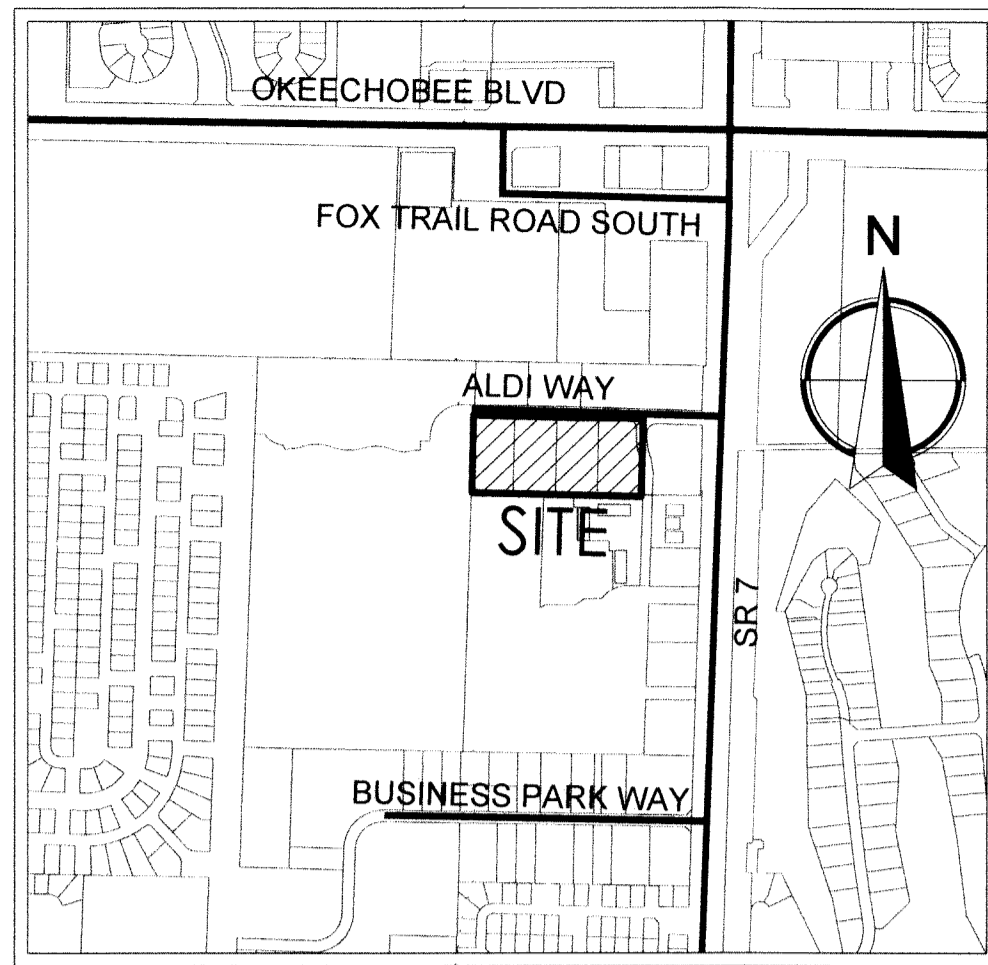 OKEECHOBEE BLVD
FOX TRAIL ROAD SOUTH
N
ALDI WAY
SITE
SR 7
BUSINESS PARK WAY